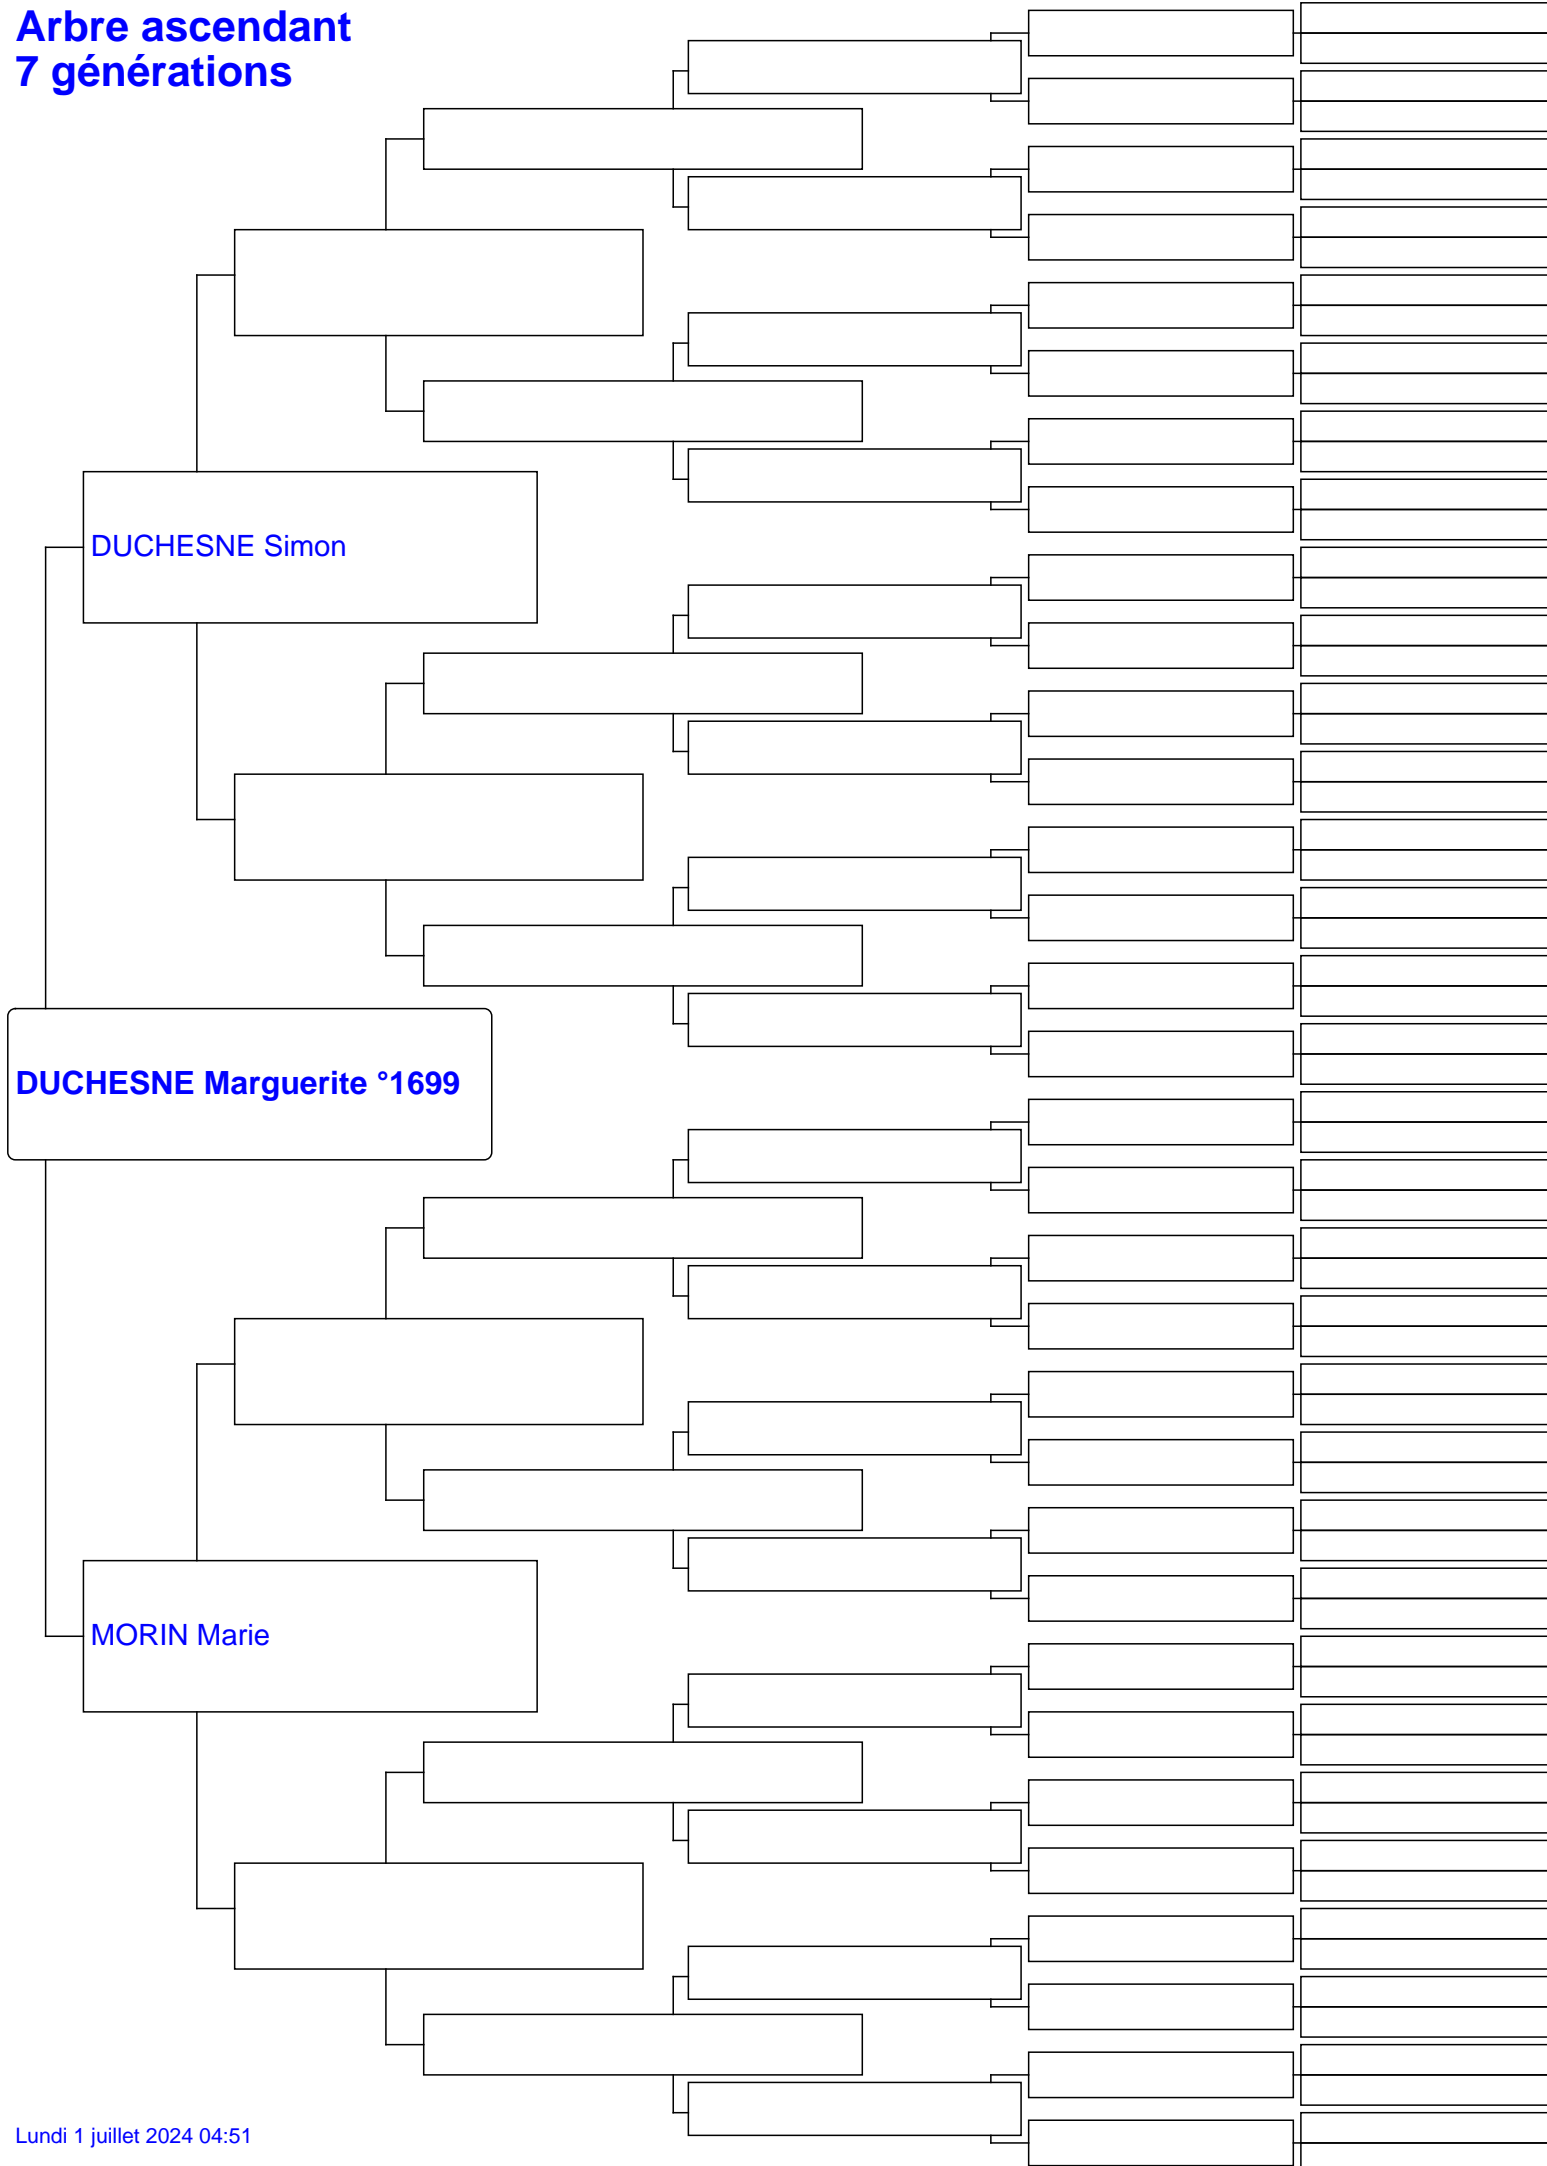 Arbre ascendant
7 générations
DUCHESNE Simon
DUCHESNE Marguerite °1699
MORIN Marie
Lundi 1 juillet 2024 04:51